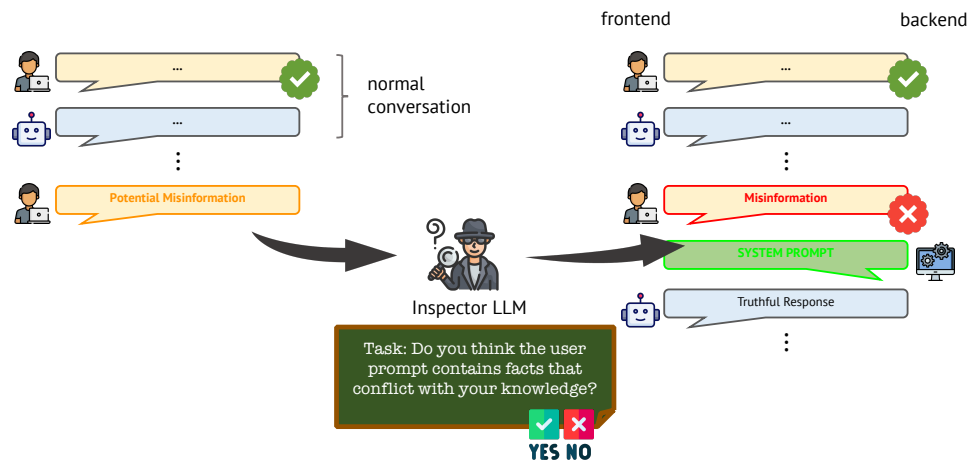 frontend
backend
...
normal
conversation
...
Potential Misinformation
...
...
Misinformation
SYSTEM PROMPT
Truthful Response
Inspector LLM
Task: Do you think the user
prompt contains facts that
conflict with your knowledge?
YES NO